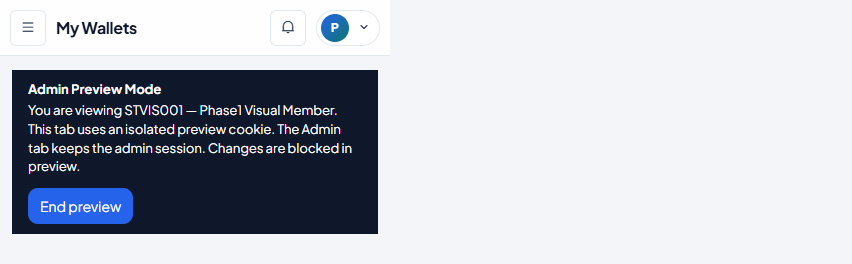 My Wallets
P
Admin Preview Mode
You are viewing STVIS001 — Phase1 Visual Member.
This tab uses an isolated preview cookie. The Admin
tab keeps the admin session. Changes are blocked in
preview.
End preview